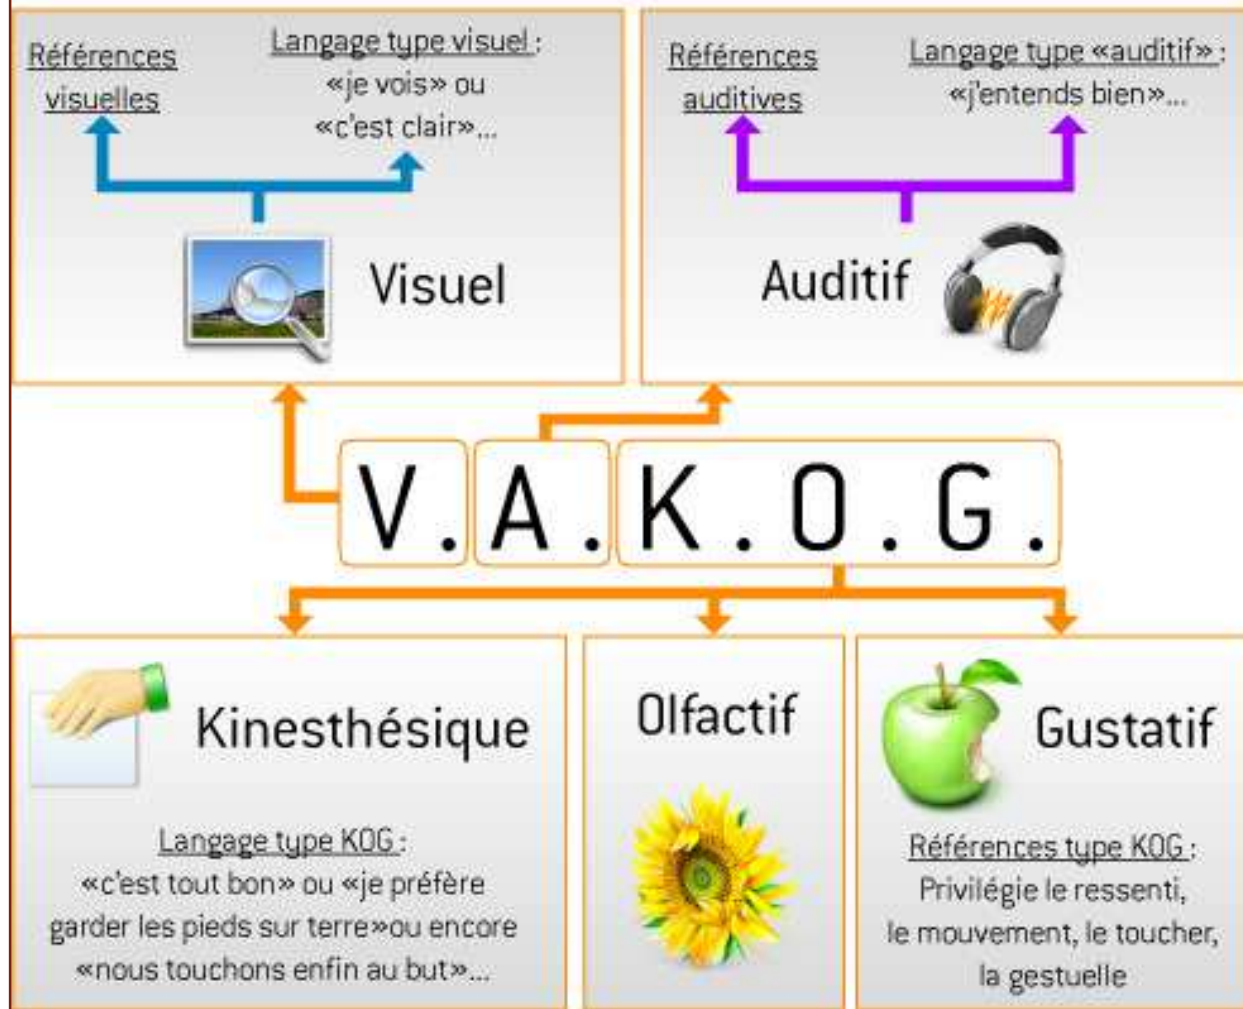 Références
visuelles
Langage type visuel :
«je vois» ou
«c'est clair»...
Visuel
Références
auditives
Langage type «auditif» :
«j'entends bien»...
Auditif
V.A.K.O.G.
Kinesthésique
Langage type KOG :
«c'est tout bon» ou «je préfère
garder les pieds sur terre»ou encore
«nous touchons enfin au but»...
Olfactif
Gustatif
Références type KOG :
Privilégie le ressenti,
le mouvement, le toucher,
la gestuelle